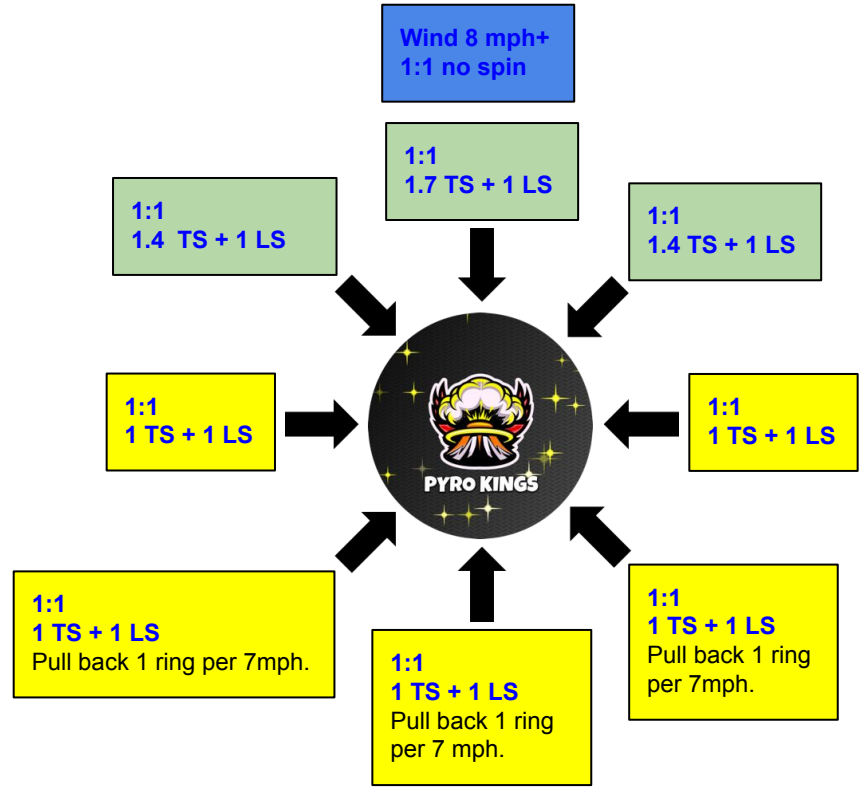 Wind 8 mph+
1:1 no spin
1:1
1.7 TS + 1 LS
1:1
1.4  TS + 1 LS
1:1
1.4 TS + 1 LS
1:1
1 TS + 1 LS
PYRO KINGS
1:1
1 TS + 1 LS
1:1
1 TS + 1 LS
Pull back 1 ring per 7mph.
1:1
1 TS + 1 LS
Pull back 1 ring
per 7 mph.
1:1
1 TS + 1 LS
Pull back 1 ring
per 7mph.